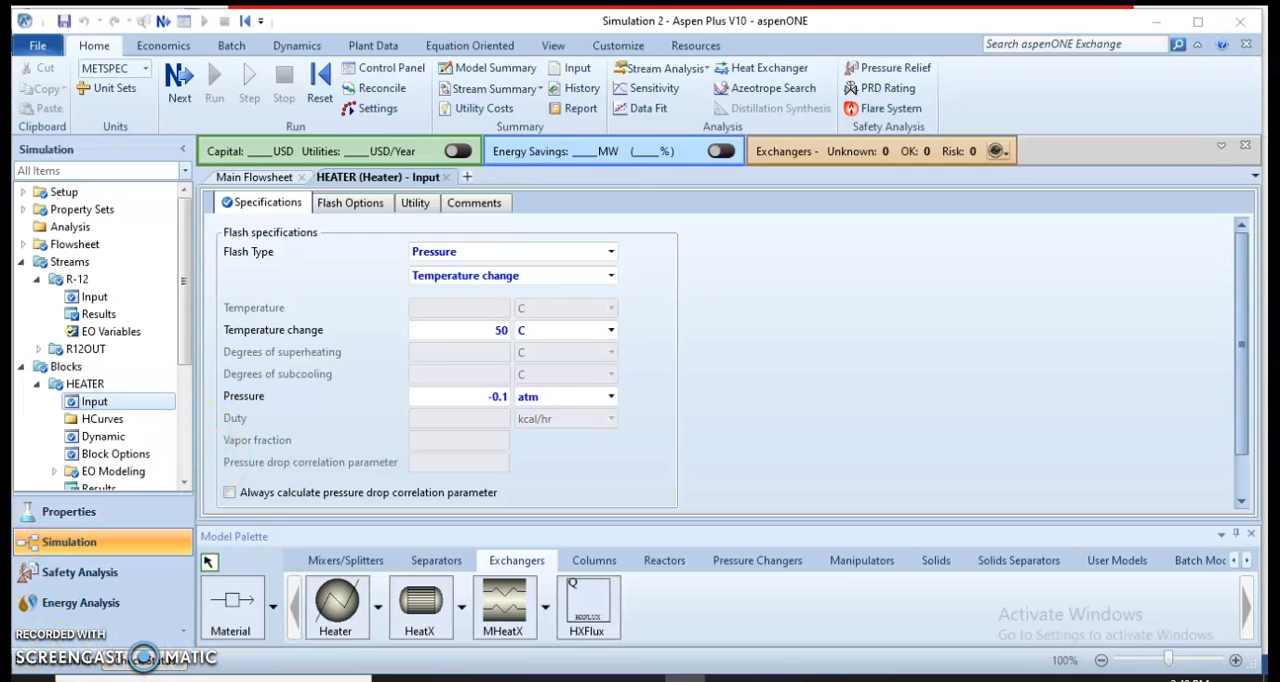 Simulation 2 - Aspen Plus V10 - aspenONE
File Home Economics Batch Dynamics Plant Data Equation Oriented View Customize Resources Search aspenONE Exchange
Cut METSPEC Control Panel Model Summary Input Stream Analysis Heat Exchanger Pressure Relief
Copy Unit Sets Next Run Step Stop Reset Reconcile Stream Summary History Sensitivity Azeotrope Search PRD Rating
Paste Settings Utility Costs Report Data Fit Distillation Synthesis Flare System
Clipboard Units Run Summary Analysis Safety Analysis
Simulation
Capital: ____USD Utilities: ____USD/Year Energy Savings: ____MW (____%) Exchangers - Unknown: 0 OK: 0 Risk: 0
All Items
Main Flowsheet HEATER (Heater) - Input +
Setup
Property Sets
Analysis
Flowsheet
Streams
R-12
Input
Results
EO Variables
R12OUT
Blocks
HEATER
Input
HCurves
Dynamic
Block Options
EO Modeling
Results
Specifications Flash Options Utility Comments
Flash specifications
Flash Type Pressure
Temperature change
Temperature C
Temperature change 50 C
Degrees of superheating C
Degrees of subcooling C
Pressure -0.1 atm
Duty kcal/hr
Vapor fraction
Pressure drop correlation parameter
Always calculate pressure drop correlation parameter
Properties
Simulation
Safety Analysis
Energy Analysis
Model Palette
Mixers/Splitters Separators Exchangers Columns Reactors Pressure Changers Manipulators Solids Solids Separators User Models Batch Moc
Q
HXFLUX
Material Heater HeatX MHeatX HXFlux
Activate Windows
Go to Settings to activate Windows.
RECORDED WITH
SCREENCAST MATIC
100%